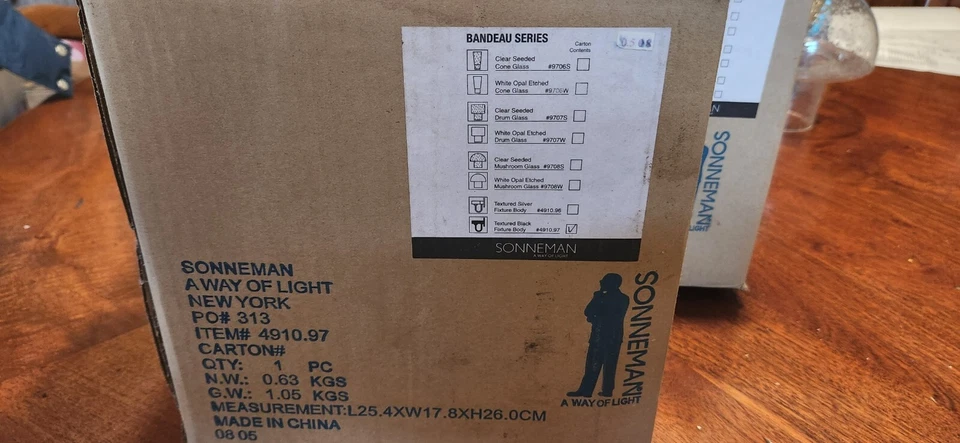 BANDEAU SERIES
Carton
Contents
0508
Clear Seeded
Cone Glass #9706S
White Opal Etched
Cone Glass #9706W
Clear Seeded
Drum Glass #9707S
White Opal Etched
Drum Glass #9707W
Clear Seeded
Mushroom Glass #9708S
White Opal Etched
Mushroom Glass #9708W
Textured Silver
Fixture Body #4910.96
Textured Black
Fixture Body #4910.97
SONNEMAN
A WAY OF LIGHT
SONNEMAN
A WAY OF LIGHT
NEW YORK
PO# 313
ITEM# 4910.97
CARTON#
QTY: 1 PC
N.W.: 0.63 KGS
G.W.: 1.05 KGS
MEASUREMENT:L25.4XW17.8XH26.0CM
MADE IN CHINA
08 05
SONNEMAN
A WAY OF LIGHT
N
SONNEMAN
LIGHT